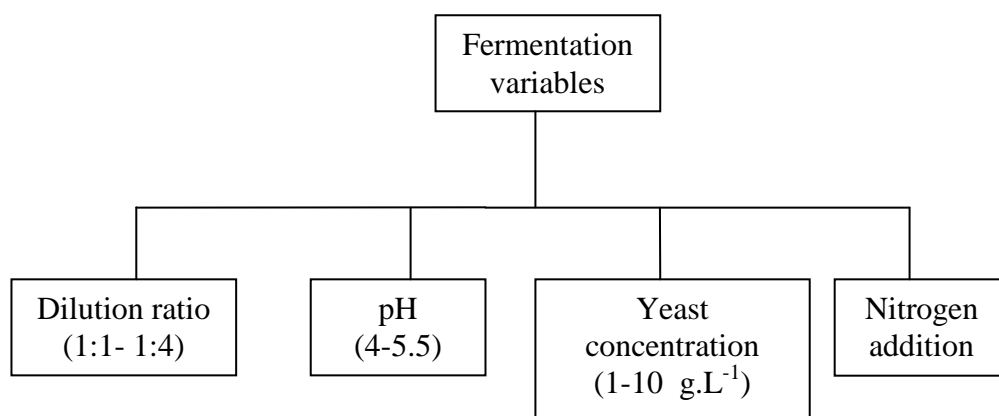 Fermentation
variables
Dilution ratio
(1:1- 1:4)
pH
(4-5.5)
Yeast
concentration
(1-10 g.L⁻¹)
Nitrogen
addition